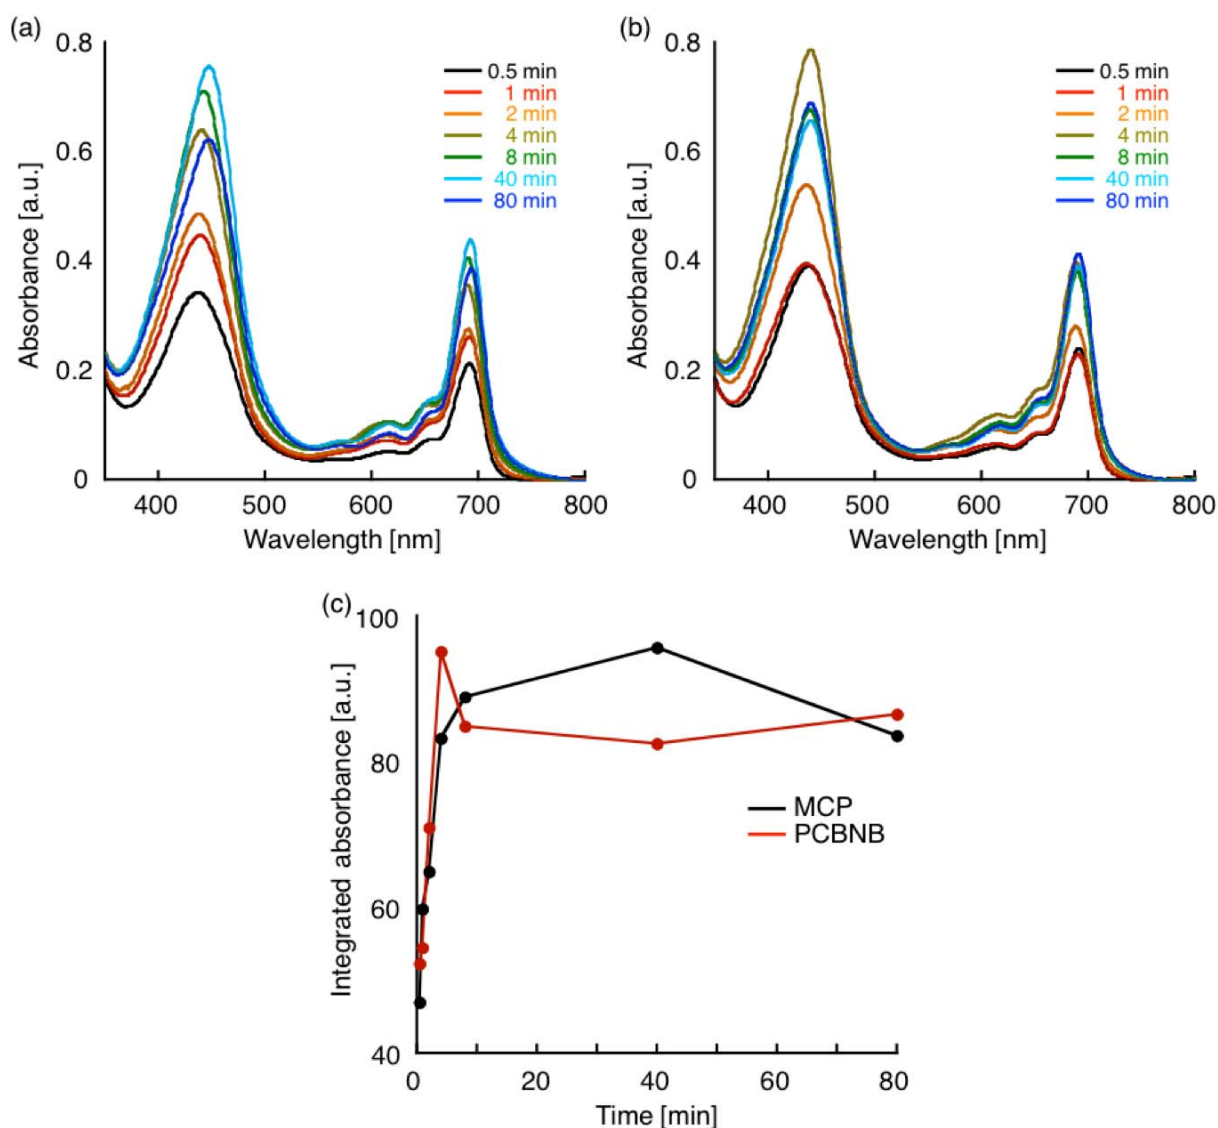 (a)
0.8
0.6
0.4
0.2
0
Absorbance [a.u.]
0.5 min
1 min
2 min
4 min
8 min
40 min
80 min
400 500 600 700 800
Wavelength [nm]
(b)
0.8
0.6
0.4
0.2
0
Absorbance [a.u.]
0.5 min
1 min
2 min
4 min
8 min
40 min
80 min
400 500 600 700 800
Wavelength [nm]
(c)
100
80
60
40
Integrated absorbance [a.u.]
MCP
PCBNB
0 20 40 60 80
Time [min]